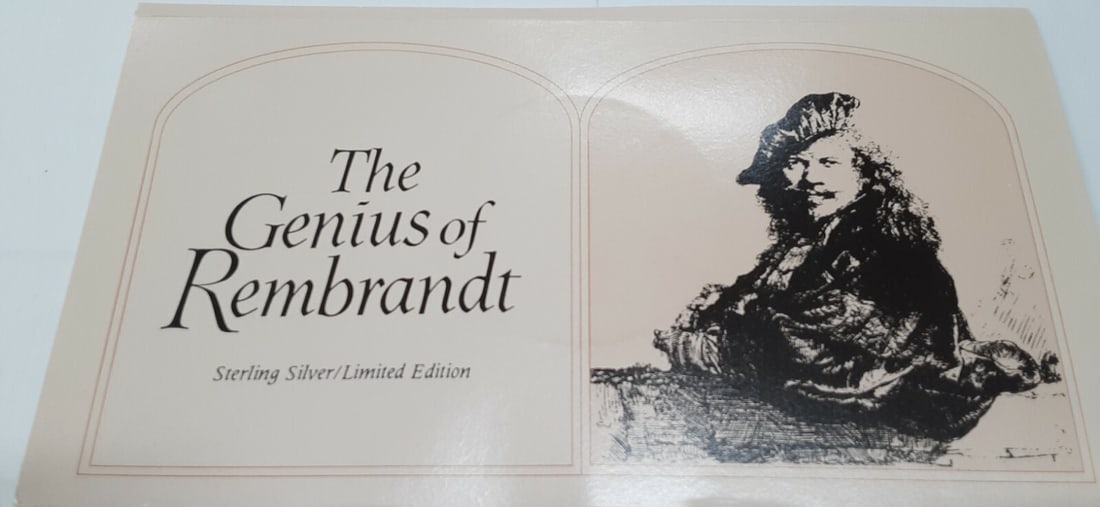 The
Genius of
Rembrandt
Sterling Silver/Limited Edition